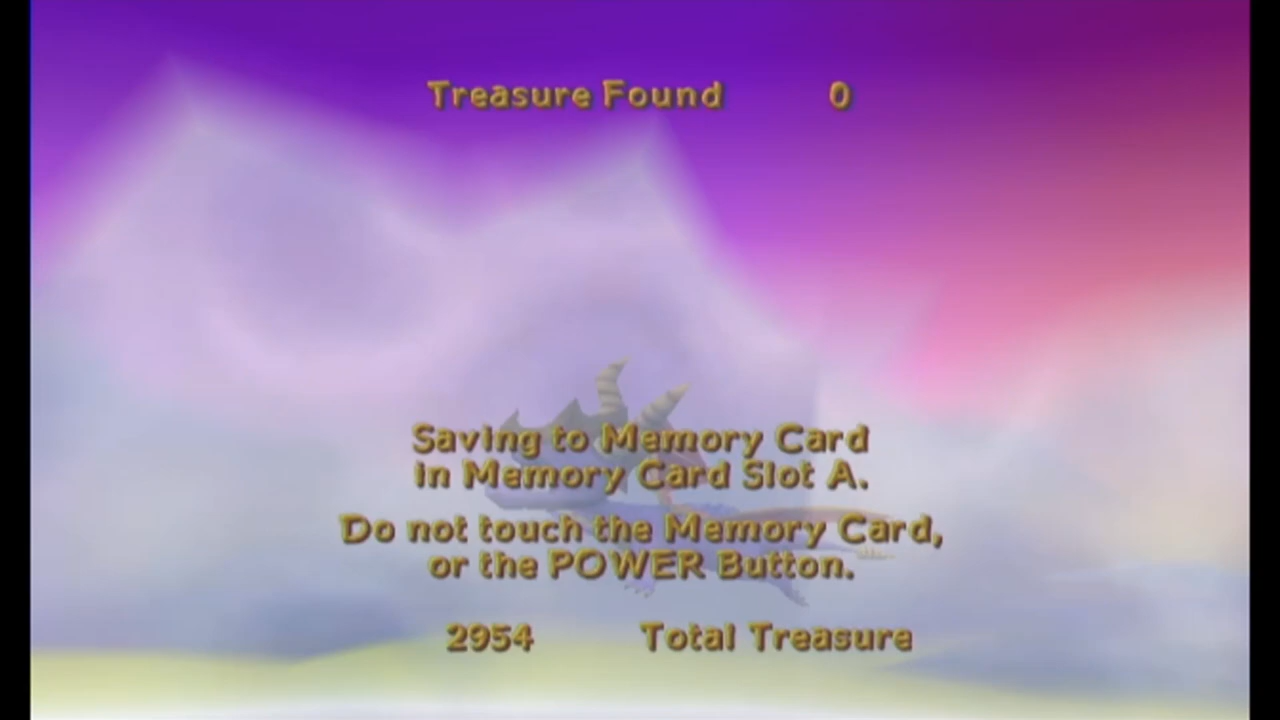 Treasure Found 0
Saving to Memory Card
in Memory Card Slot A.
Do not touch the Memory Card,
or the POWER Button.
2954 Total Treasure